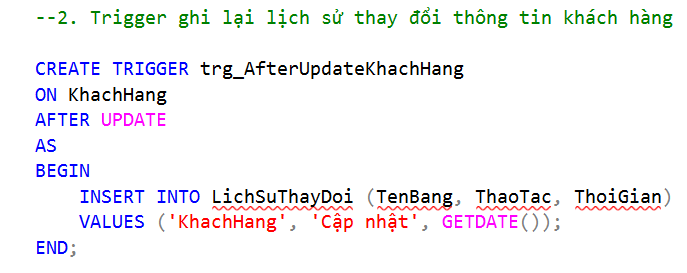 --2. Trigger ghi lại lịch sử thay đổi thông tin khách hàng
CREATE TRIGGER trg_AfterUpdateKhachHang
ON KhachHang
AFTER UPDATE
AS
BEGIN
    INSERT INTO LichSuThayDoi (TenBang, ThaoTac, ThoiGian)
    VALUES ('KhachHang', 'Cập nhật', GETDATE());
END;